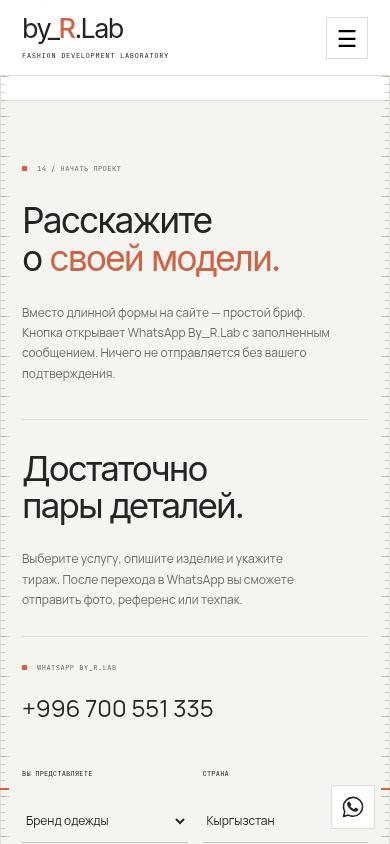 by_R.Lab
FASHION DEVELOPMENT LABORATORY
14 / НАЧАТЬ ПРОЕКТ
Расскажите
о своей модели.
Вместо длинной формы на сайте — простой бриф.
Кнопка открывает WhatsApp By_R.Lab с заполненным
сообщением. Ничего не отправляется без вашего
подтверждения.
Достаточно
пары деталей.
Выберите услугу, опишите изделие и укажите
тираж. После перехода в WhatsApp вы сможете
отправить фото, референс или техпак.
WHATSAPP BY_R.LAB
+996 700 551 335
ВЫ ПРЕДСТАВЛЯЕТЕ
СТРАНА
Бренд одежды
Кыргызстан